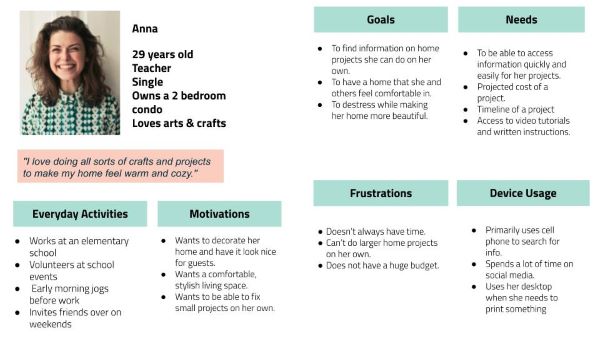 Anna
29 years old
Teacher
Single
Owns a 2 bedroom
condo
Loves arts & crafts
"I love doing all sorts of crafts and projects
to make my home feel warm and cozy."
Everyday Activities
● Works at an elementary
school
● Volunteers at school
events
● Early morning jogs
before work
● Invites friends over on
weekends
Motivations
● Wants to decorate her
home and have it look nice
for guests.
● Wants a comfortable,
stylish living space.
● Wants to be able to fix
small projects on her own.
Goals
● To find information on home
projects she can do on her
own.
● To have a home that she and
others feel comfortable in.
● To destress while making
her home more beautiful.
Needs
● To be able to access
information quickly and
easily for her projects.
● Projected cost of a
project.
● Timeline of a project
● Access to video tutorials
and written instructions.
Frustrations
● Doesn't always have time.
● Can't do larger home projects
on her own.
● Does not have a huge budget.
Device Usage
● Primarily uses cell
phone to search for
info.
● Spends a lot of time on
social media.
● Uses her desktop
when she needs to
print something